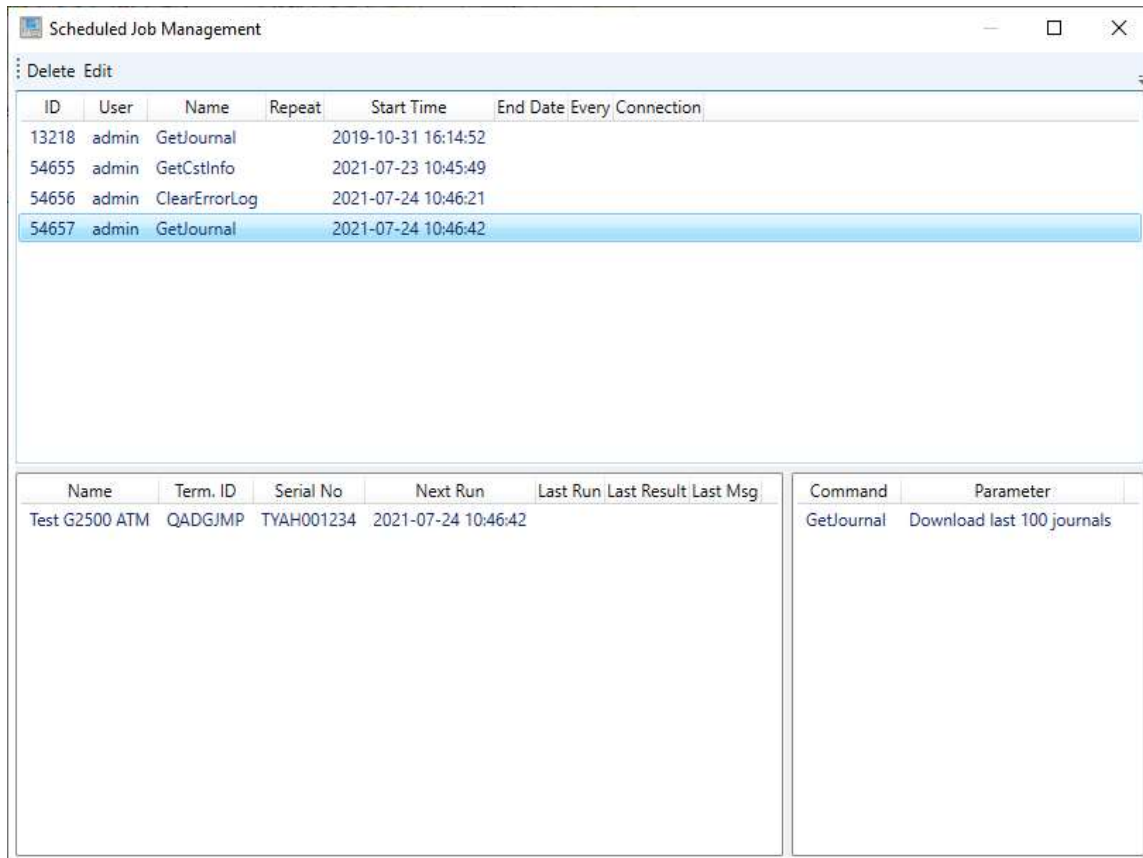 Scheduled Job Management
Delete Edit
ID User Name Repeat Start Time End Date Every Connection
13218 admin GetJournal 2019-10-31 16:14:52
54655 admin GetCstInfo 2021-07-23 10:45:49
54656 admin ClearErrorLog 2021-07-24 10:46:21
54657 admin GetJournal 2021-07-24 10:46:42
Name Term. ID Serial No Next Run Last Run Last Result Last Msg
Test G2500 ATM QADGJMP TYAH001234 2021-07-24 10:46:42
Command Parameter
GetJournal Download last 100 journals